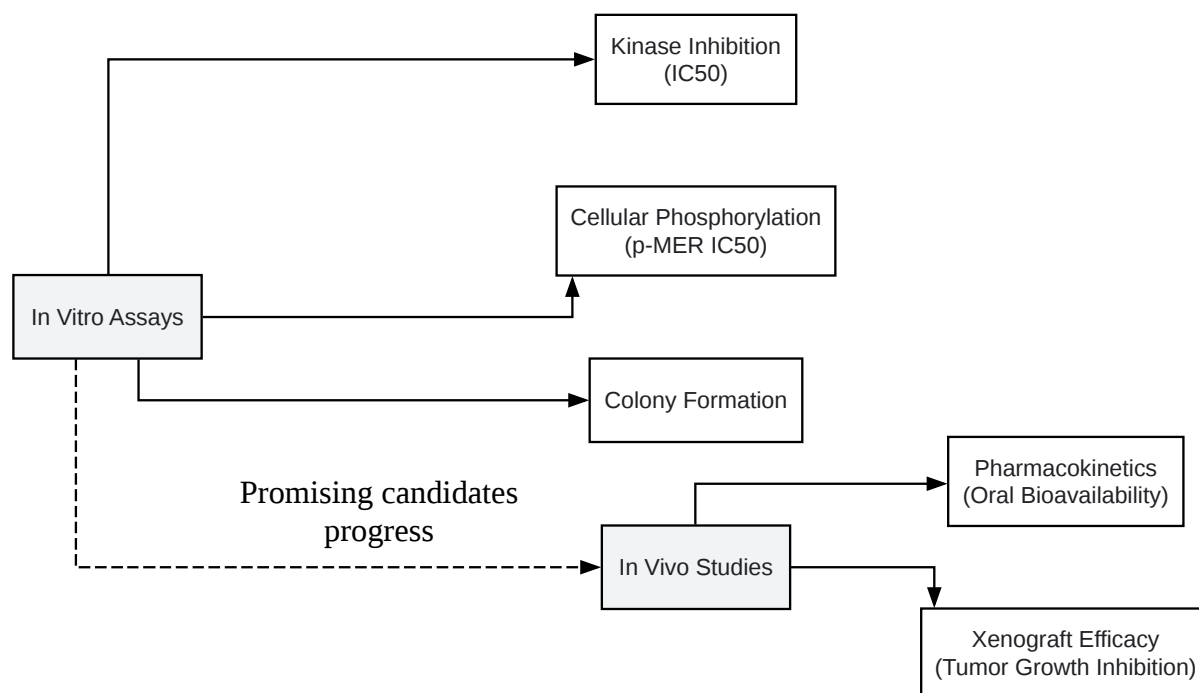 Kinase Inhibition
(IC50)
Cellular Phosphorylation
(p-MER IC50)
In Vitro Assays
Colony Formation
Pharmacokinetics
(Oral Bioavailability)
Promising candidates
progress
In Vivo Studies
Xenograft Efficacy
(Tumor Growth Inhibition)